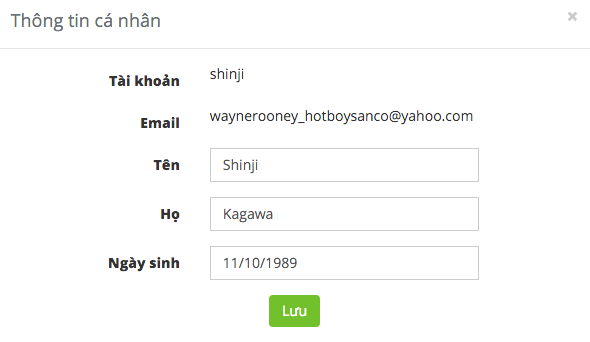 Thông tin cá nhân
Tài khoản shinji
Email waynerooney_hotboysanco@yahoo.com
Tên Shinji
Họ Kagawa
Ngày sinh 11/10/1989
Lưu